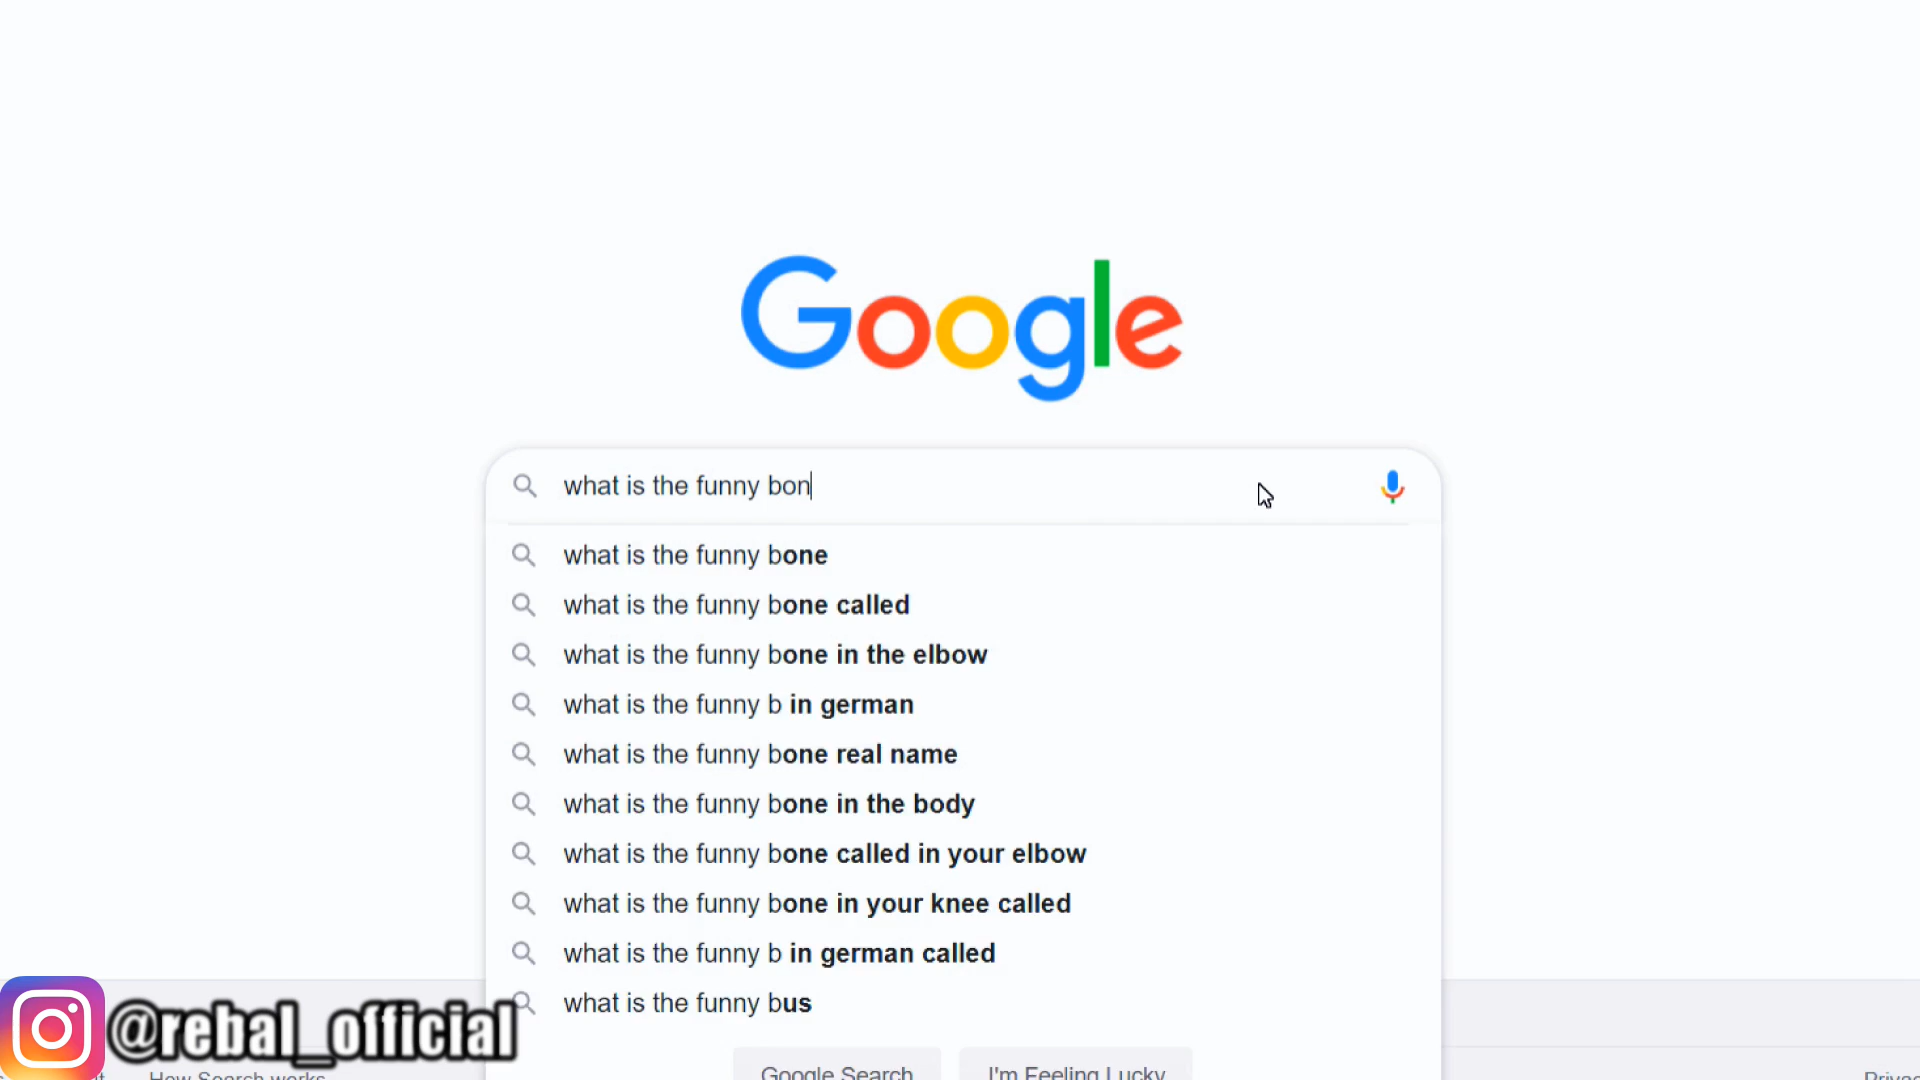 Google
what is the funny bon
what is the funny bone
what is the funny bone called
what is the funny bone in the elbow
what is the funny b in german
what is the funny bone real name
what is the funny bone in the body
what is the funny bone called in your elbow
what is the funny bone in your knee called
what is the funny b in german called
what is the funny bus
@rebal_official
Google Search
I'm Feeling Lucky
How Search works